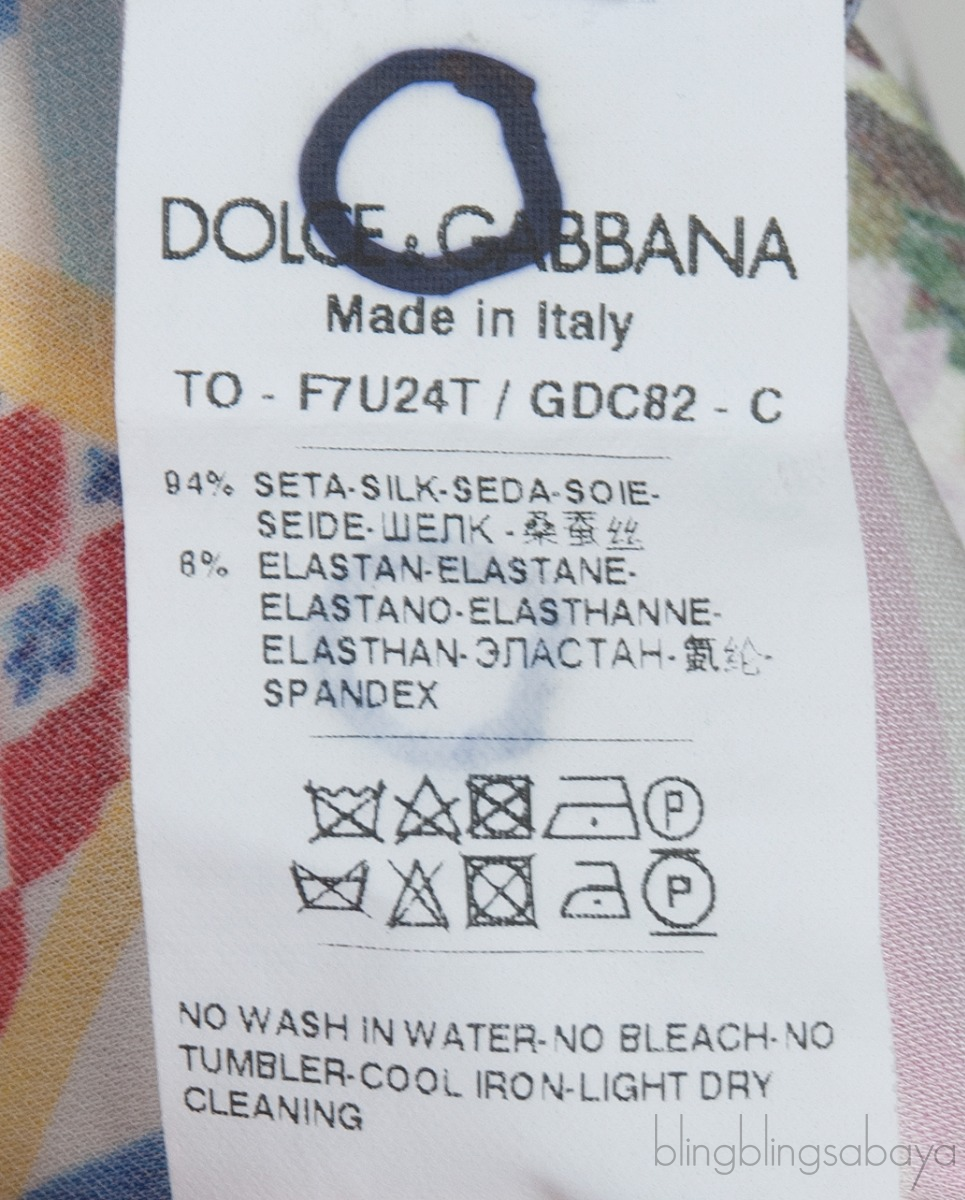 DOLCE & GABBANA
Made in Italy
TO - F7U24T / GDC82 - C
94% SETA-SILK-SEDA-SOIE-
SEIDE-ШЕЛК -桑蚕丝
6% ELASTAN-ELASTANE-
ELASTANO-ELASTHANNE-
ELASTHAN-ЭЛАСТАН-氨纶-
SPANDEX
P
P
NO WASH IN WATER-NO BLEACH-NO
TUMBLER-COOL IRON-LIGHT DRY
CLEANING
blingblingsabaya